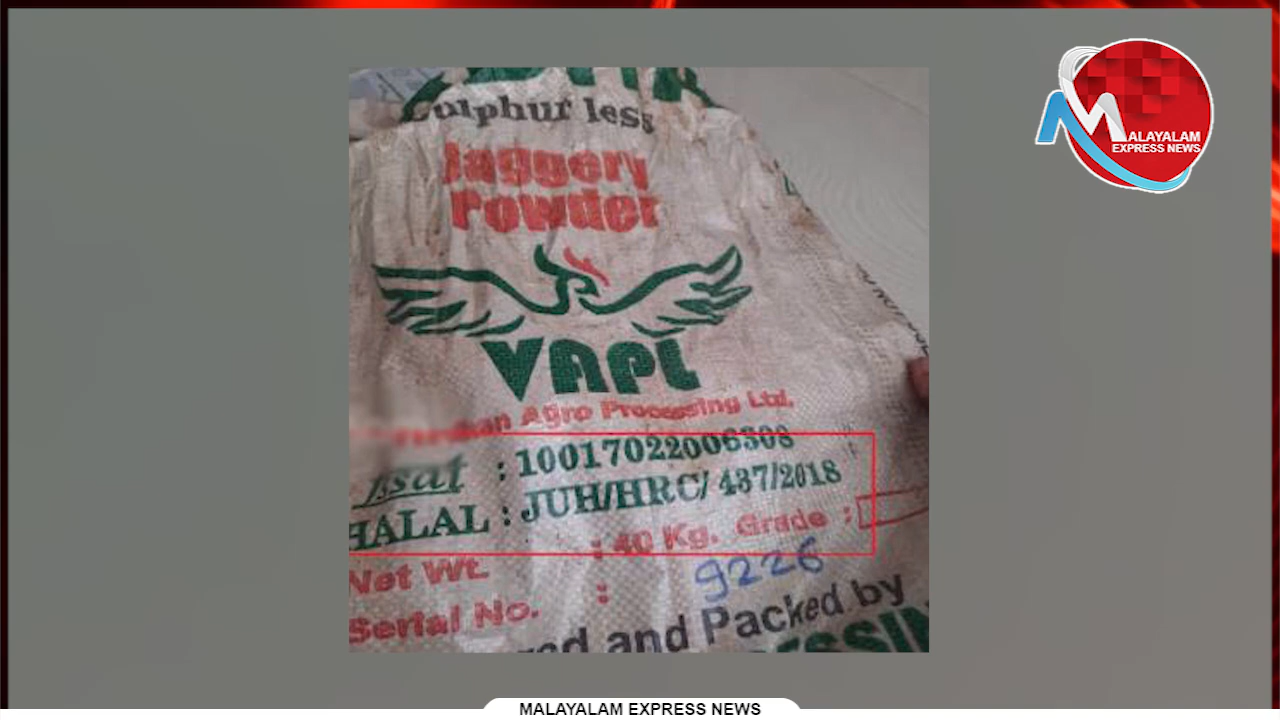 MALAYALAM
EXPRESS NEWS
Sulphur less
Jaggery
Powder
VAPL
Agro Processing Ltd.
fssai : 10017022006308
HALAL : JUH/HRC/ 437/2018
Net Wt. : 40 Kg. Grade :
Serial No. : 9226
and Packed by
MALAYALAM EXPRESS NEWS